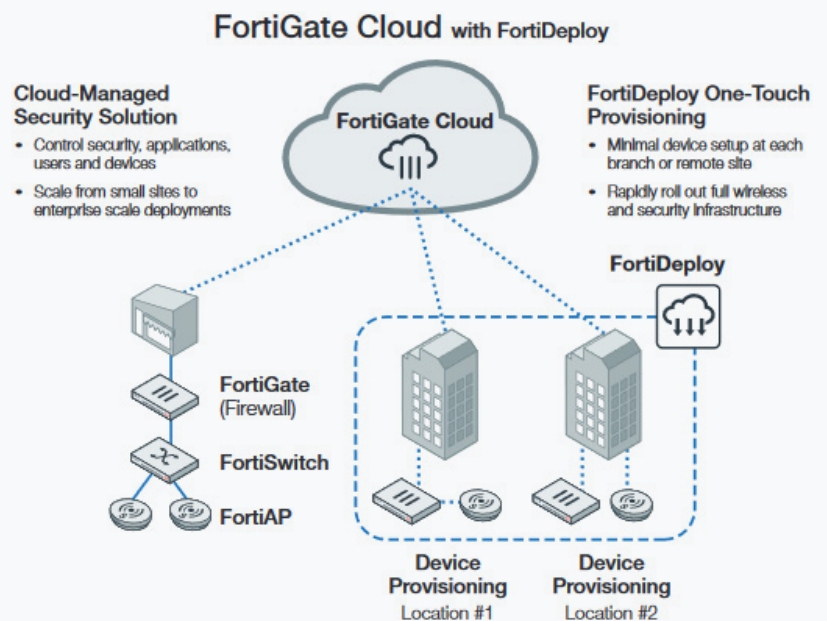 FortiGate Cloud with FortiDeploy
Cloud-Managed
Security Solution
• Control security, applications,
users and devices
• Scale from small sites to
enterprise scale deployments
FortiGate Cloud
FortiDeploy One-Touch
Provisioning
• Minimal device setup at each
branch or remote site
• Rapidly roll out full wireless
and security infrastructure
FortiDeploy
FortiGate
(Firewall)
FortiSwitch
FortiAP
Device
Provisioning
Location #1
Device
Provisioning
Location #2